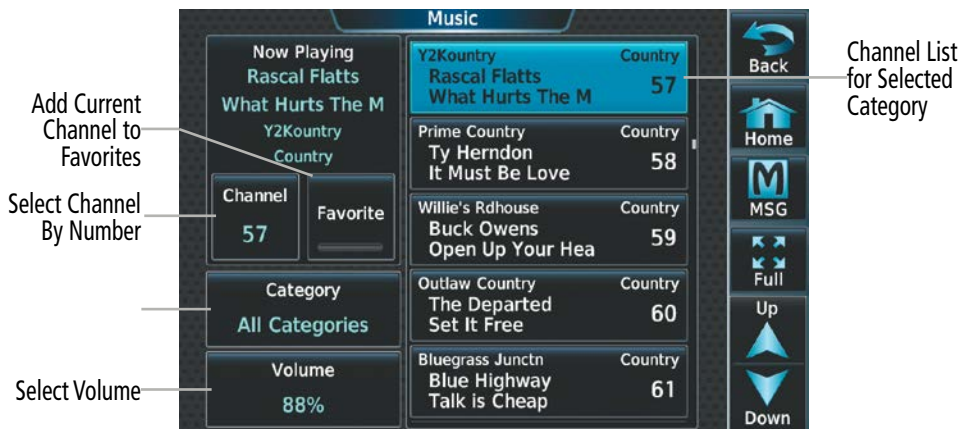 Music
Now Playing
Rascal Flatts
What Hurts The M
Y2Kountry
Country
Channel
57
Favorite
Category
All Categories
Volume
88%
Y2Kountry Country
Rascal Flatts
What Hurts The M
57
Prime Country Country
Ty Herndon
It Must Be Love
58
Willie's Rdhouse Country
Buck Owens
Open Up Your Hea
59
Outlaw Country Country
The Departed
Set It Free
60
Bluegrass Junctn Country
Blue Highway
Talk is Cheap
61
Back
Home
MSG
Full
Up
Down
Add Current
Channel to
Favorites
Select Channel
By Number
Select Volume
Channel List
for Selected
Category